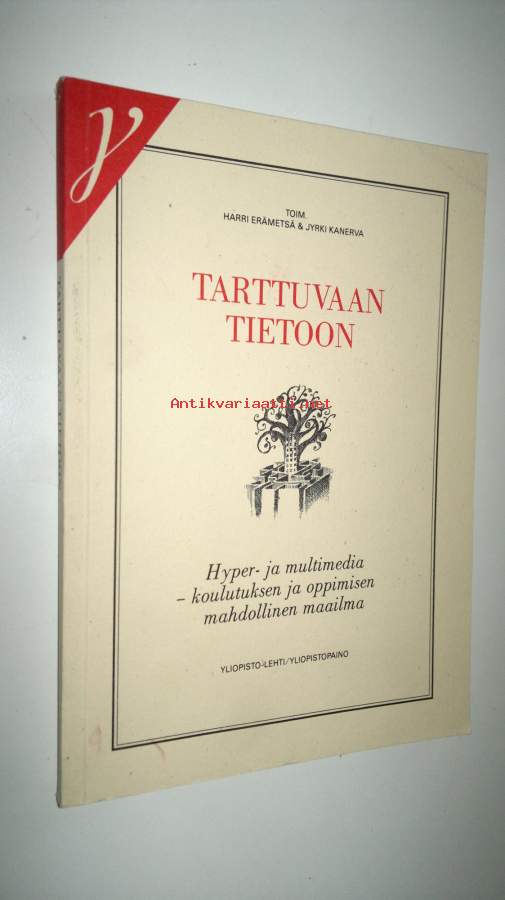 y
TOIM.
HARRI ERÄMETSÄ & JYRKI KANERVA
TARTTUVAAN
TIETOON
Antikvariaatti.net
Hyper- ja multimedia
– koulutuksen ja oppimisen
mahdollinen maailma
YLIOPISTO-LEHTI/YLIOPISTOPAINO